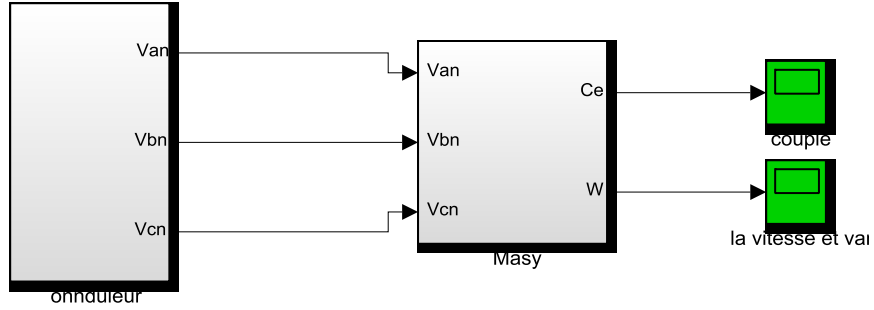 Van
Vbn
Vcn
onnduleur
Van
Vbn
Vcn
Ce
W
Masy
couple
la vitesse et var